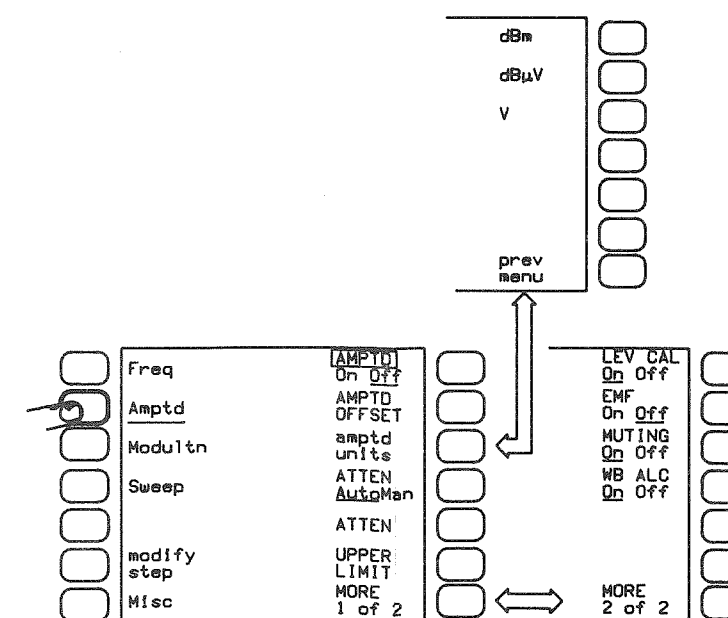 dBm
dBµV
V
prev
menu
Freq
Amptd
Modultn
Sweep
modify
step
Misc
AMPTD
On Off
AMPTD
OFFSET
amptd
units
ATTEN
AutoMan
ATTEN
UPPER
LIMIT
MORE
1 of 2
LEV CAL
On Off
EMF
On Off
MUTING
On Off
WB ALC
On Off
MORE
2 of 2